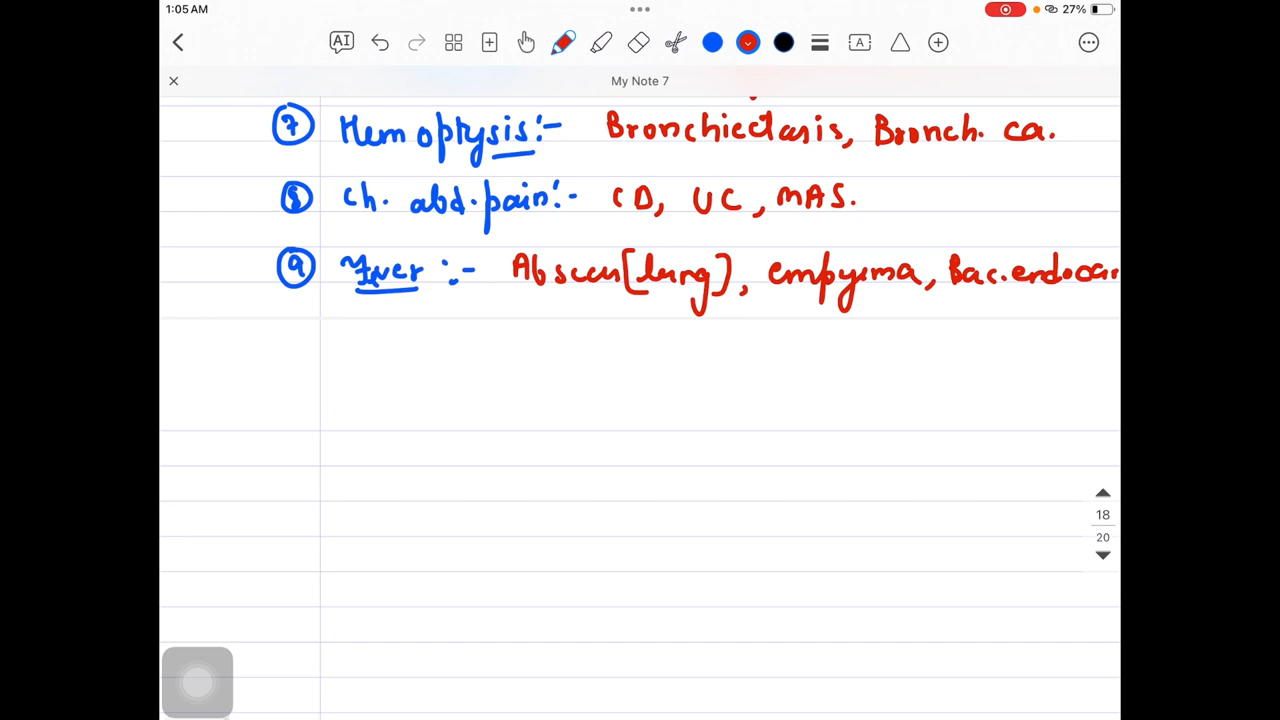 1:05 AM
27%
AI
A
My Note 7
7 Hemoptysis:- Bronchiectasis, Bronch. ca.
8 Ch. abd. pain:- CD, UC, MAS.
9 Fever :- Abscess [lung], empyema, Bac. endocar
18
20